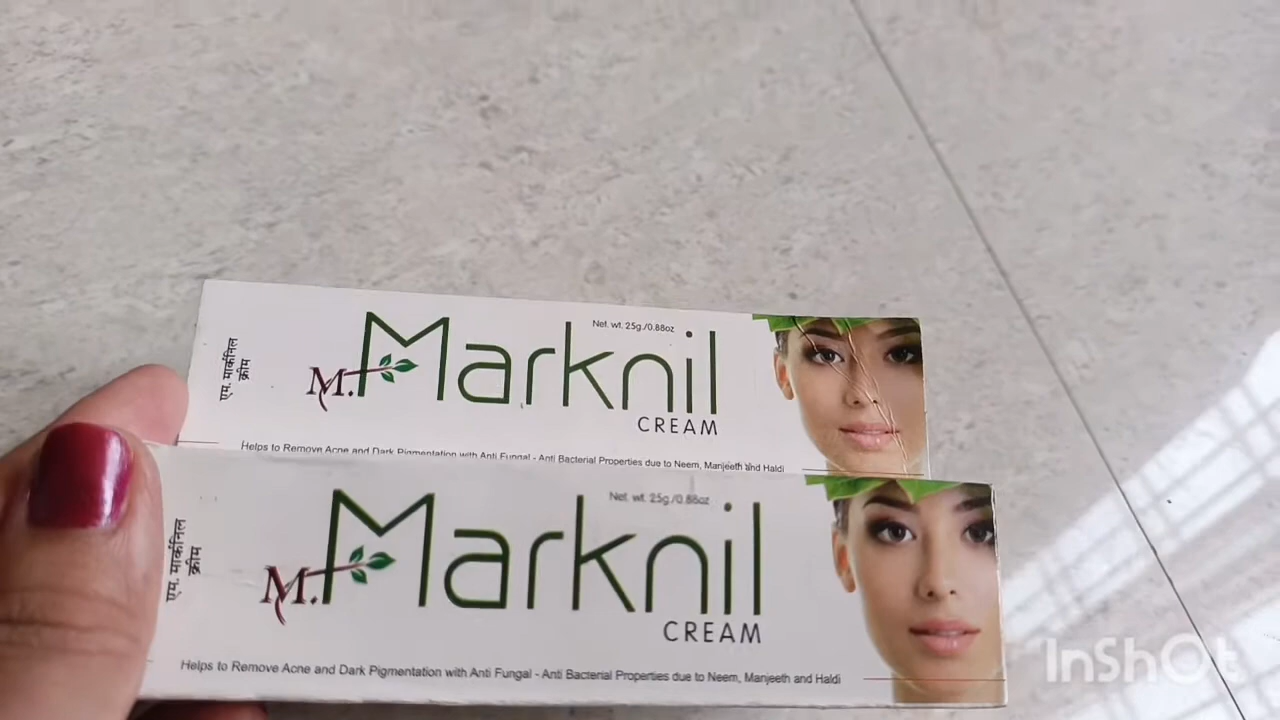 Net. wt. 25g./0.88oz
एम. मार्कनिल
क्रीम
M. Marknil
CREAM
Helps to Remove Acne and Dark Pigmentation with Anti Fungal - Anti Bacterial Properties due to Neem, Manjeeth and Haldi
Net. wt. 25g./0.88oz
एम. मार्कनिल
क्रीम
M. Marknil
CREAM
Helps to Remove Acne and Dark Pigmentation with Anti Fungal - Anti Bacterial Properties due to Neem, Manjeeth and Haldi
InShOt